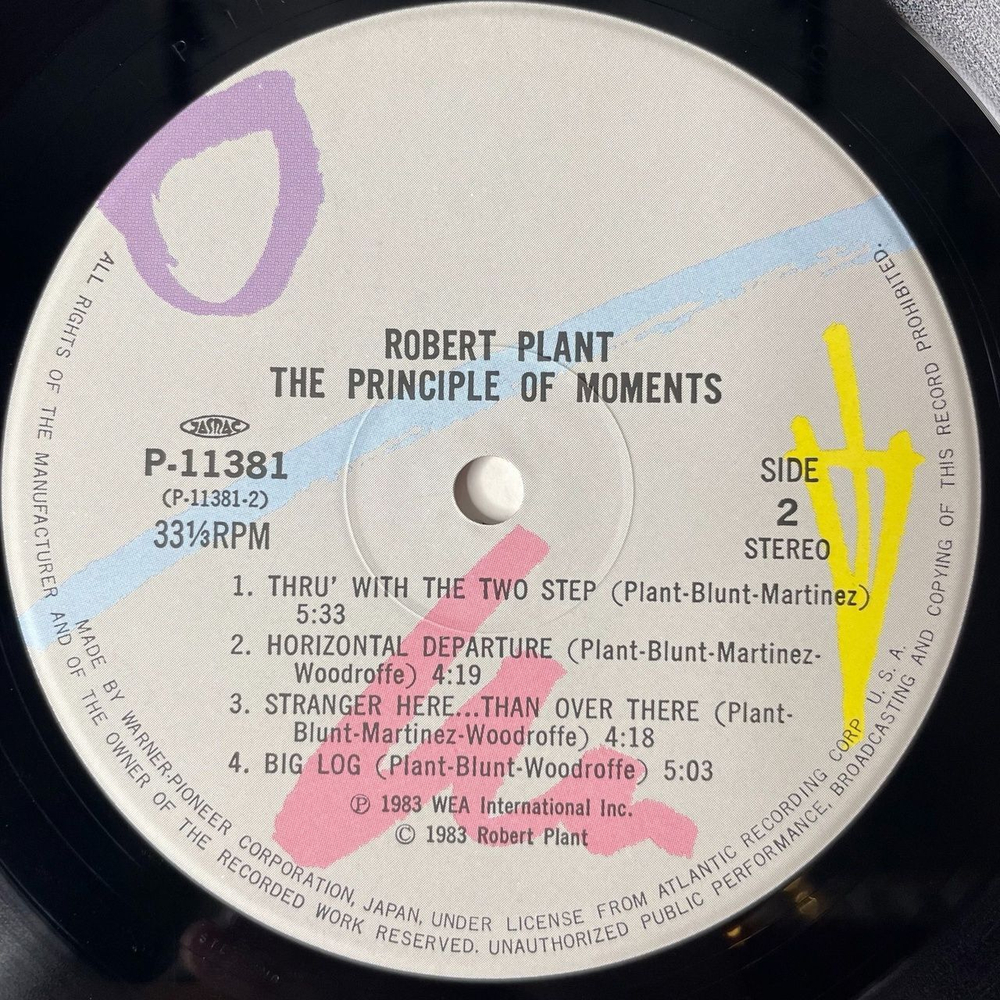 ROBERT PLANT
THE PRINCIPLE OF MOMENTS
JASRAC
P-11381
(P-11381-2)
33⅓RPM
SIDE
2
STEREO
1. THRU' WITH THE TWO STEP (Plant-Blunt-Martinez)
5:33
2. HORIZONTAL DEPARTURE (Plant-Blunt-Martinez-
Woodroffe) 4:19
3. STRANGER HERE...THAN OVER THERE (Plant-
Blunt-Martinez-Woodroffe) 4:18
4. BIG LOG (Plant-Blunt-Woodroffe) 5:03
Ⓟ 1983 WEA International Inc.
© 1983 Robert Plant
MADE BY WARNER-PIONEER CORPORATION, JAPAN, UNDER LICENSE FROM ATLANTIC RECORDING CORP U. S. A.
ALL RIGHTS OF THE MANUFACTURER AND OF THE OWNER OF THE RECORDED WORK RESERVED. UNAUTHORIZED PUBLIC PERFORMANCE, BROADCASTING AND COPYING OF THIS RECORD PROHIBITED.